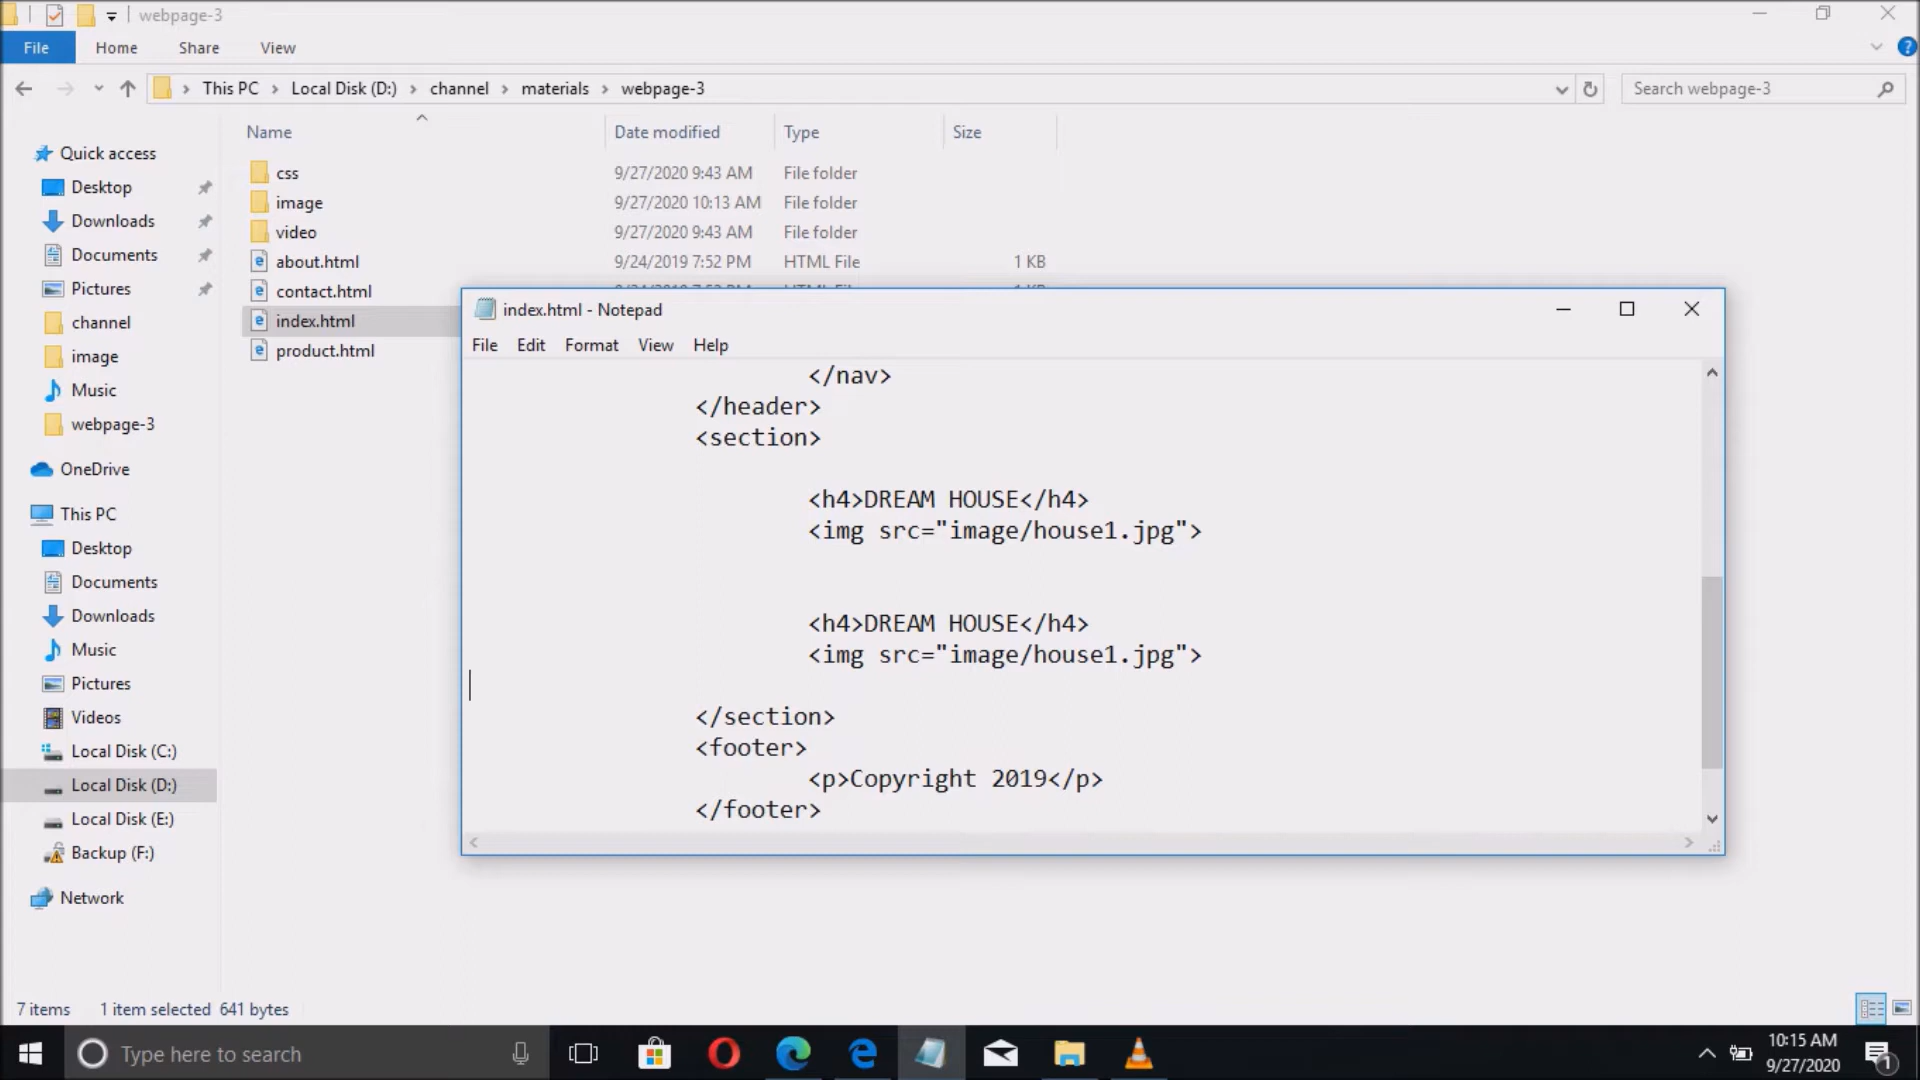 webpage-3
File Home Share View
This PC Local Disk (D:) channel materials webpage-3
Search webpage-3
Name Date modified Type Size
Quick access
Desktop
Downloads
Documents
Pictures
channel
image
Music
webpage-3
OneDrive
This PC
Desktop
Documents
Downloads
Music
Pictures
Videos
Local Disk (C:)
Local Disk (D:)
Local Disk (E:)
Backup (F:)
Network
css 9/27/2020 9:43 AM File folder
image 9/27/2020 10:13 AM File folder
video 9/27/2020 9:43 AM File folder
about.html 9/24/2019 7:52 PM HTML File 1 KB
contact.html
index.html
product.html
index.html - Notepad
File Edit Format View Help
</nav>
</header>
<section>
<h4>DREAM HOUSE</h4>
<img src="image/house1.jpg">
<h4>DREAM HOUSE</h4>
<img src="image/house1.jpg">
</section>
<footer>
<p>Copyright 2019</p>
</footer>
7 items 1 item selected 641 bytes
Type here to search
10:15 AM
9/27/2020
1